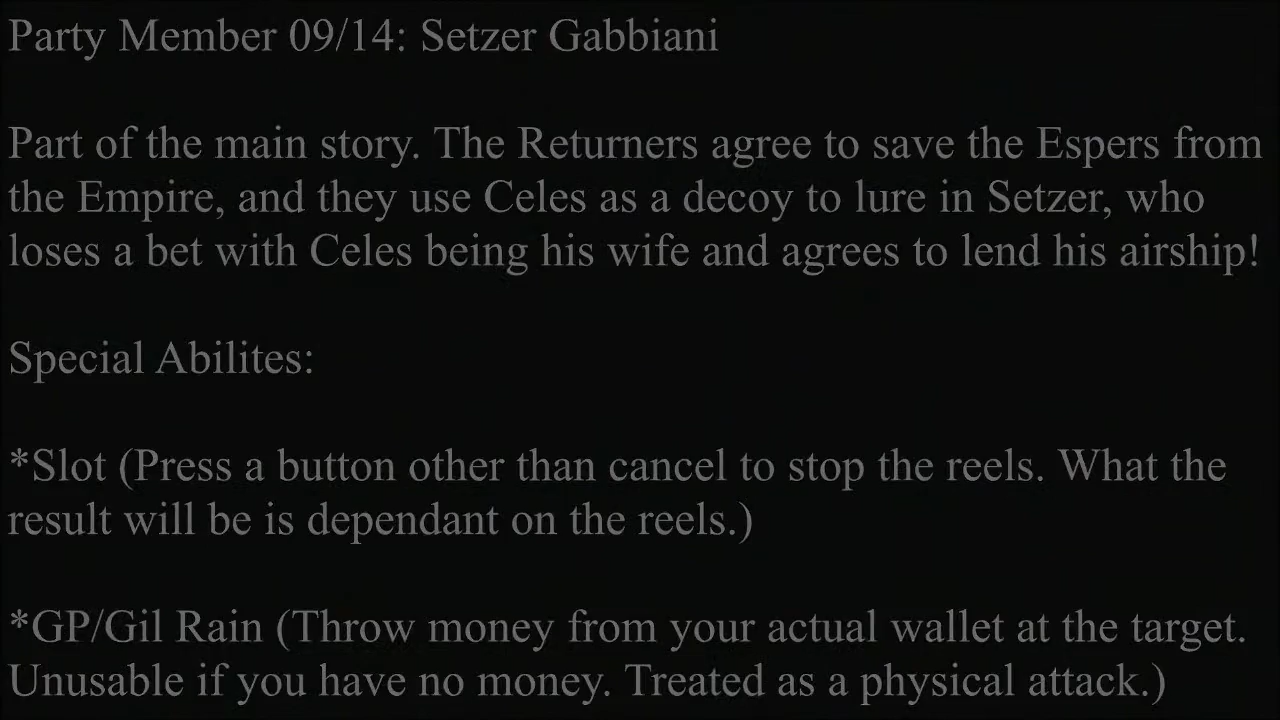 Party Member 09/14: Setzer Gabbiani
Part of the main story. The Returners agree to save the Espers from
the Empire, and they use Celes as a decoy to lure in Setzer, who
loses a bet with Celes being his wife and agrees to lend his airship!
Special Abilites:
*Slot (Press a button other than cancel to stop the reels. What the
result will be is dependant on the reels.)
*GP/Gil Rain (Throw money from your actual wallet at the target.
Unusable if you have no money. Treated as a physical attack.)